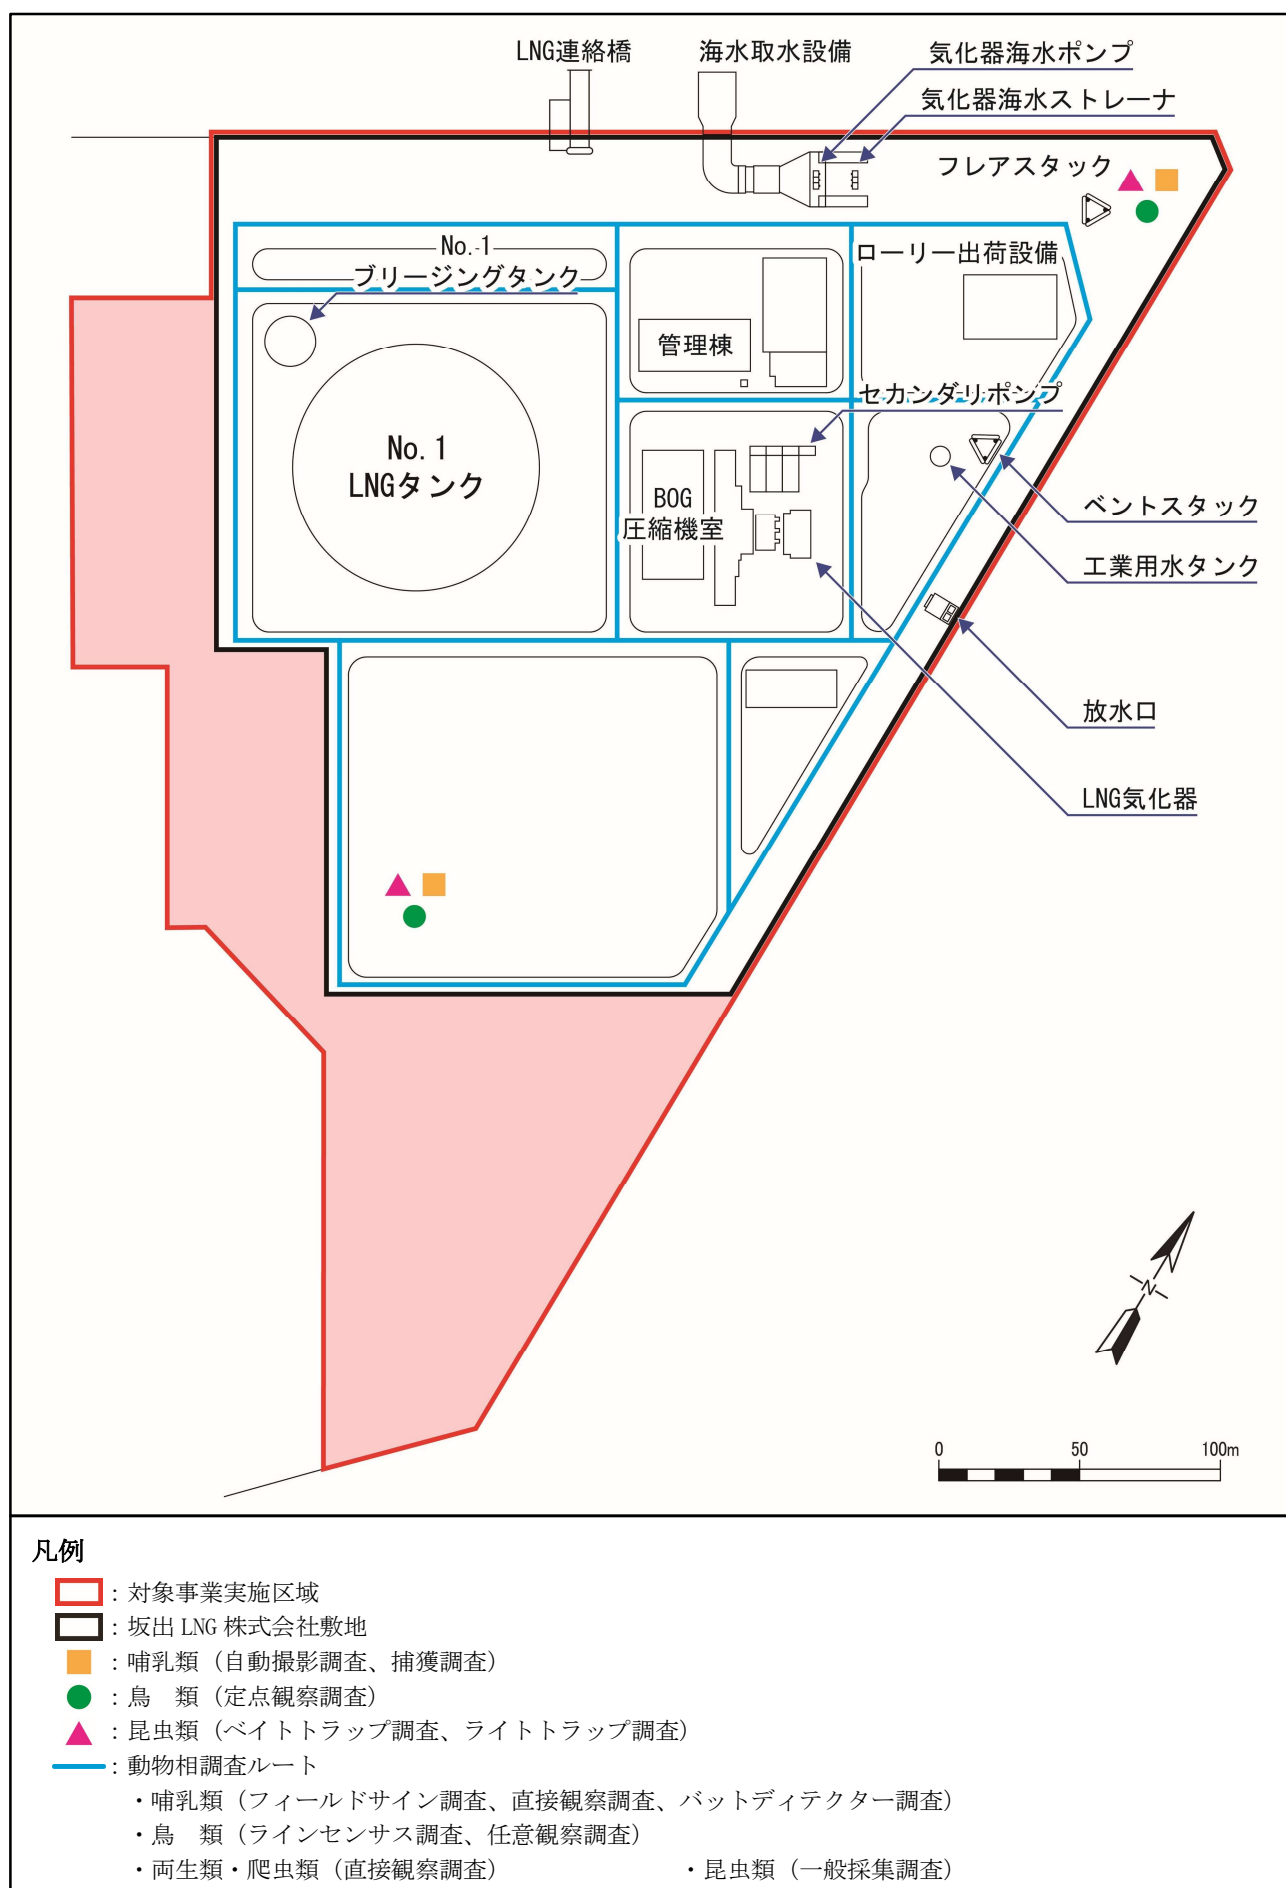 LNG連絡橋
海水取水設備
気化器海水ポンプ
気化器海水ストレーナ
フレアスタック
No.-1
ブリージングタンク
ローリー出荷設備
管理棟
セカンダリポンプ
No. 1
LNGタンク
BOG
圧縮機室
ベントスタック
工業用水タンク
放水口
LNG気化器
N
0 50 100m
凡例
：対象事業実施区域
：坂出 LNG 株式会社敷地
：哺乳類（自動撮影調査、捕獲調査）
：鳥　類（定点観察調査）
：昆虫類（ベイトトラップ調査、ライトトラップ調査）
：動物相調査ルート
・哺乳類（フィールドサイン調査、直接観察調査、バットディテクター調査）
・鳥　類（ラインセンサス調査、任意観察調査）
・両生類・爬虫類（直接観察調査）　・昆虫類（一般採集調査）